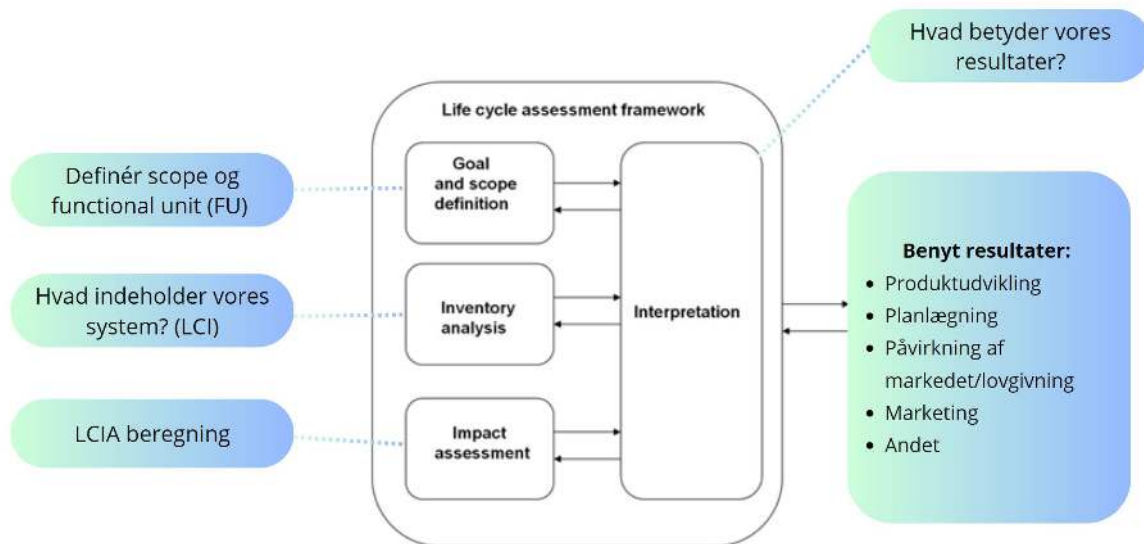 Hvad betyder vores
resultater?
Life cycle assessment framework
Goal
and scope
definition
Definér scope og
functional unit (FU)
Hvad indeholder vores
system? (LCI)
Inventory
analysis
Interpretation
LCIA beregning
Impact
assessment
Benyt resultater:
• Produktudvikling
• Planlægning
• Påvirkning af
markedet/lovgivning
• Marketing
• Andet